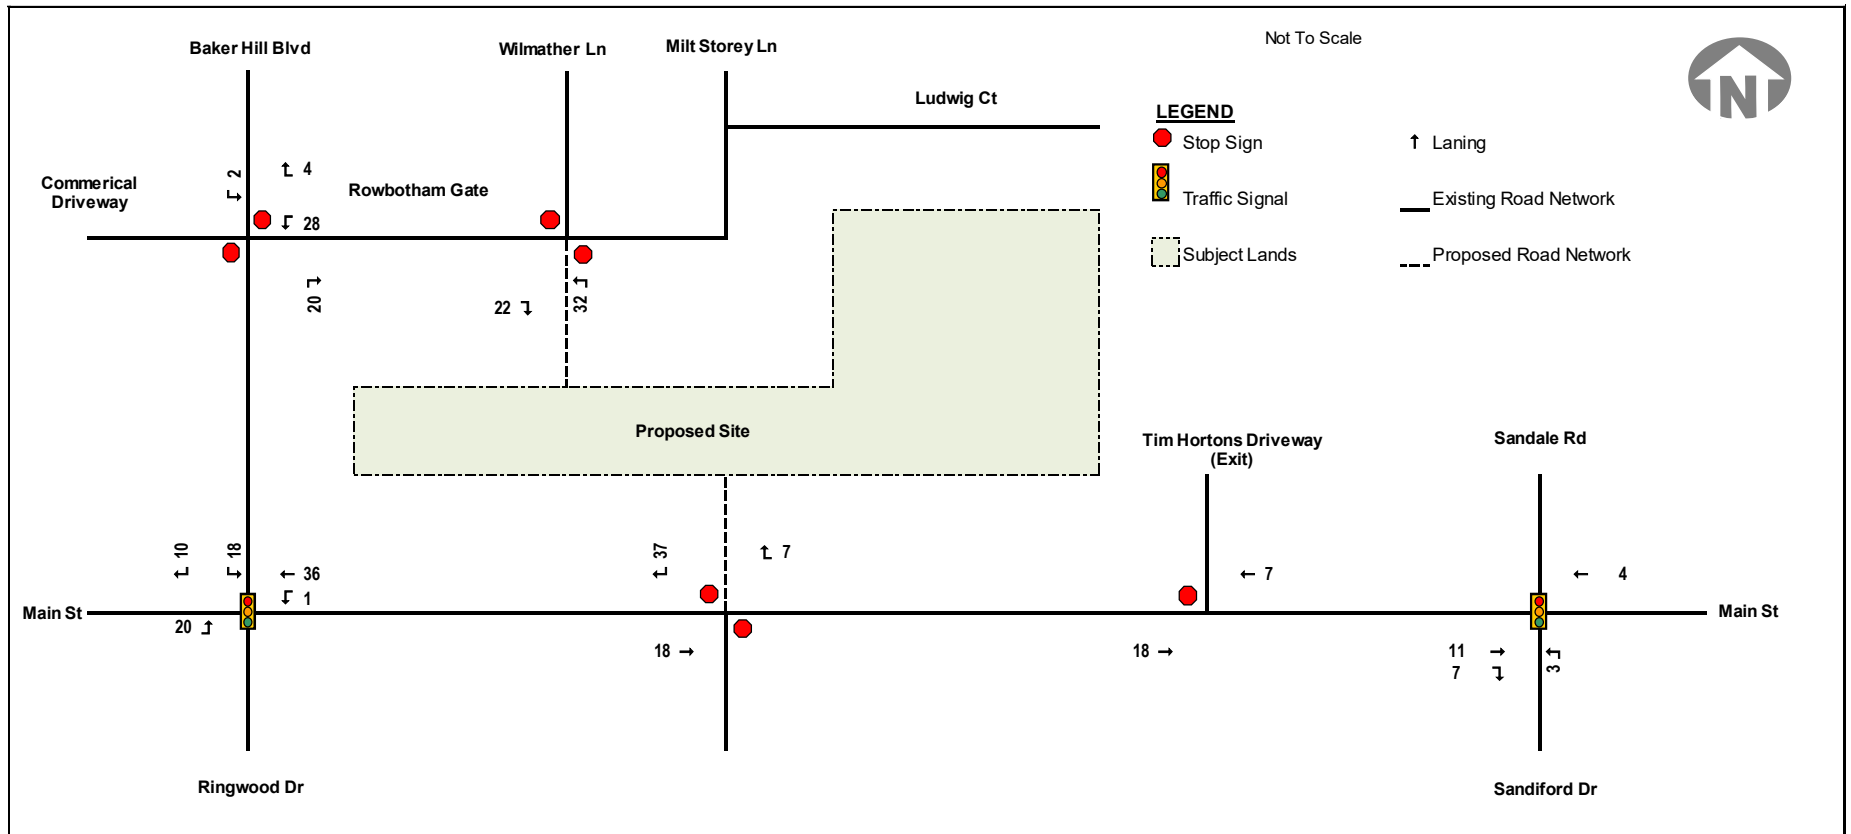 Baker Hill Blvd
Wilmather Ln
Milt Storey Ln
Not To Scale
N
Ludwig Ct
LEGEND
Stop Sign
Laning
Traffic Signal
Existing Road Network
Subject Lands
Proposed Road Network
Commerical
Driveway
2
4
Rowbotham Gate
28
20
22
32
Proposed Site
Tim Hortons Driveway
(Exit)
Sandale Rd
10
18
36
1
37
7
7
4
Main St
Main St
20
18
18
11
7
3
Ringwood Dr
Sandiford Dr